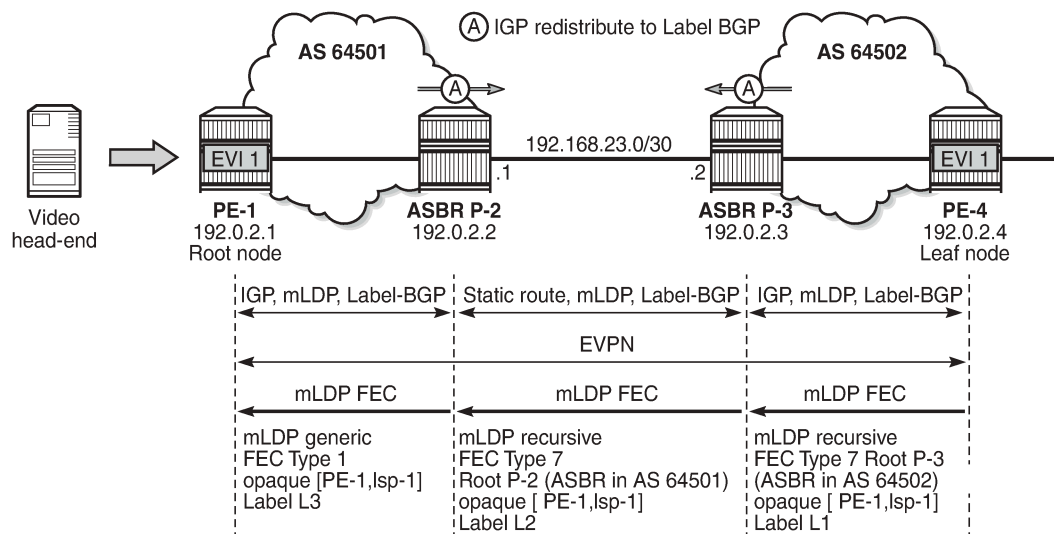 A IGP redistribute to Label BGP
AS 64501
AS 64502
A
A
EVI 1
192.168.23.0/30
.1
.2
EVI 1
Video
head-end
PE-1
192.0.2.1
Root node
ASBR P-2
192.0.2.2
ASBR P-3
192.0.2.3
PE-4
192.0.2.4
Leaf node
IGP, mLDP, Label-BGP
Static route, mLDP, Label-BGP
IGP, mLDP, Label-BGP
EVPN
mLDP FEC
mLDP FEC
mLDP FEC
mLDP generic
FEC Type 1
opaque [PE-1,lsp-1]
Label L3
mLDP recursive
FEC Type 7
Root P-2 (ASBR in AS 64501)
opaque [ PE-1,lsp-1]
Label L2
mLDP recursive
FEC Type 7 Root P-3
(ASBR in AS 64502)
opaque [ PE-1,lsp-1]
Label L1